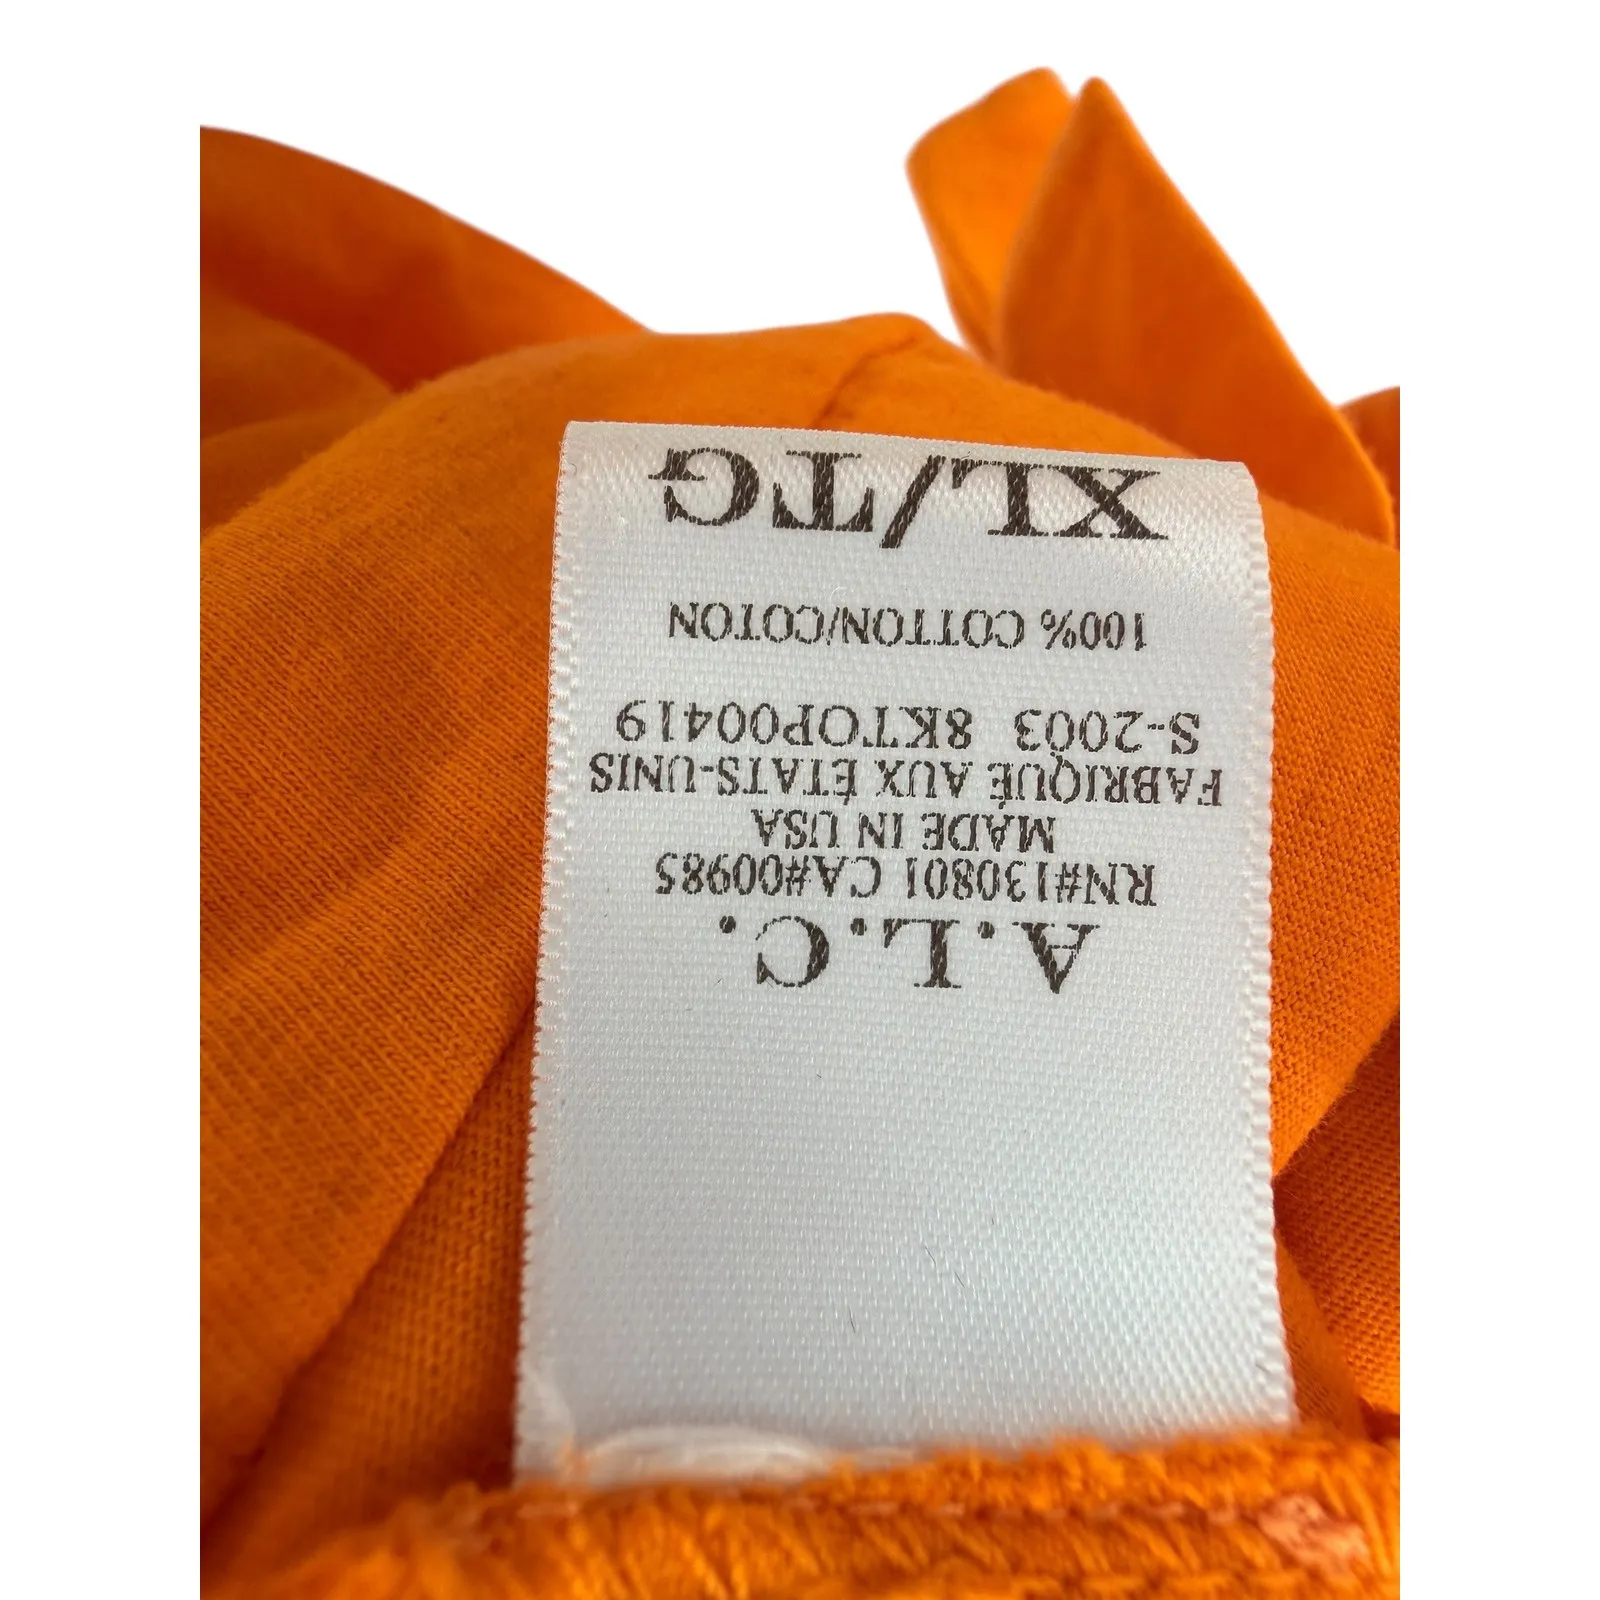 A.L.C.
RN#130801 CA#00985
MADE IN USA
FABRIQUÉ AUX ÉTATS-UNIS
S-2003 8KTOP00419
100% COTTON/COTON
XL/TG